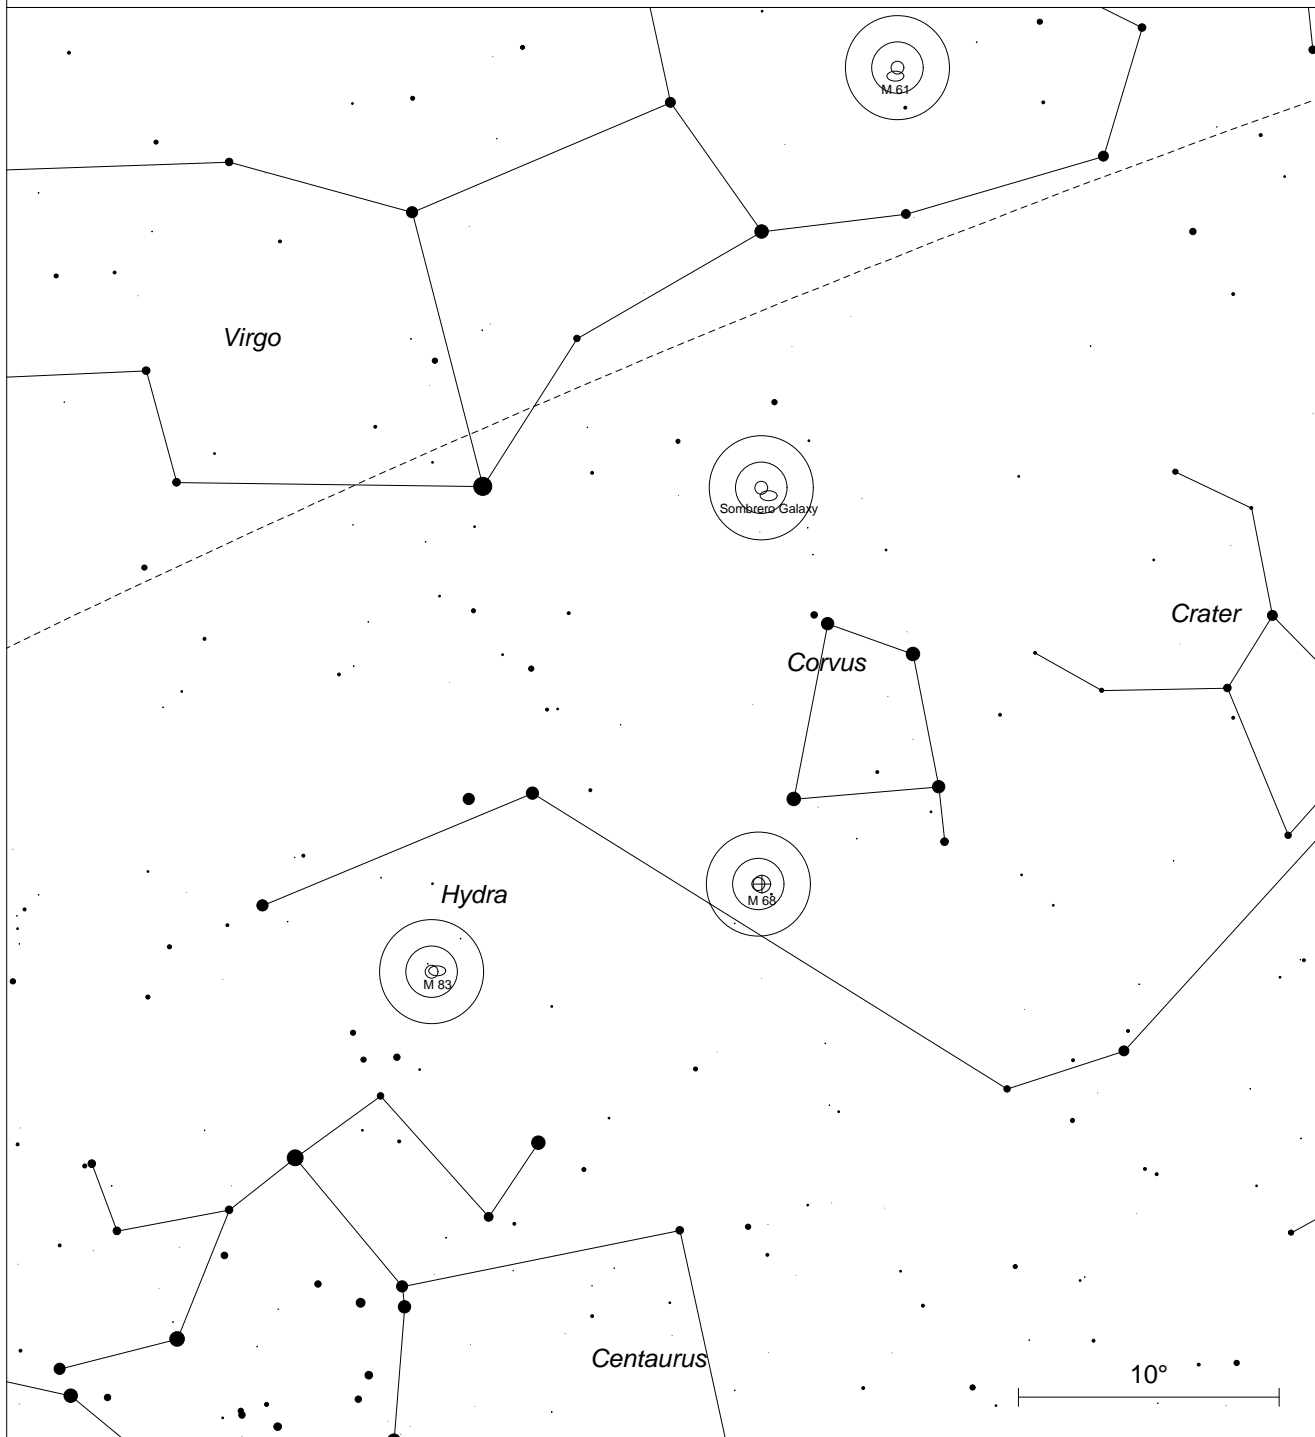 M 61
Virgo
Sombrero Galaxy
Crater
Corvus
Hydra
M 68
M 83
Centaurus
10°